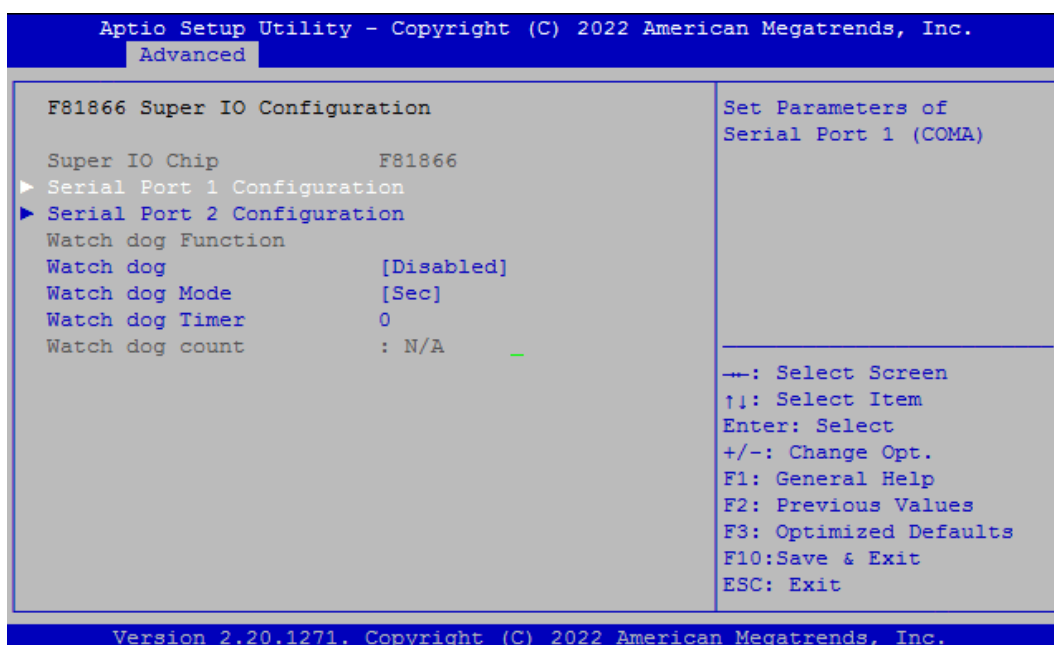 Aptio Setup Utility - Copyright (C) 2022 American Megatrends, Inc.
Advanced
F81866 Super IO Configuration
Super IO Chip F81866
► Serial Port 1 Configuration
► Serial Port 2 Configuration
Watch dog Function
Watch dog [Disabled]
Watch dog Mode [Sec]
Watch dog Timer 0
Watch dog count : N/A _
Set Parameters of
Serial Port 1 (COMA)
→←: Select Screen
↑↓: Select Item
Enter: Select
+/-: Change Opt.
F1: General Help
F2: Previous Values
F3: Optimized Defaults
F10:Save & Exit
ESC: Exit
Version 2.20.1271. Copyright (C) 2022 American Megatrends, Inc.